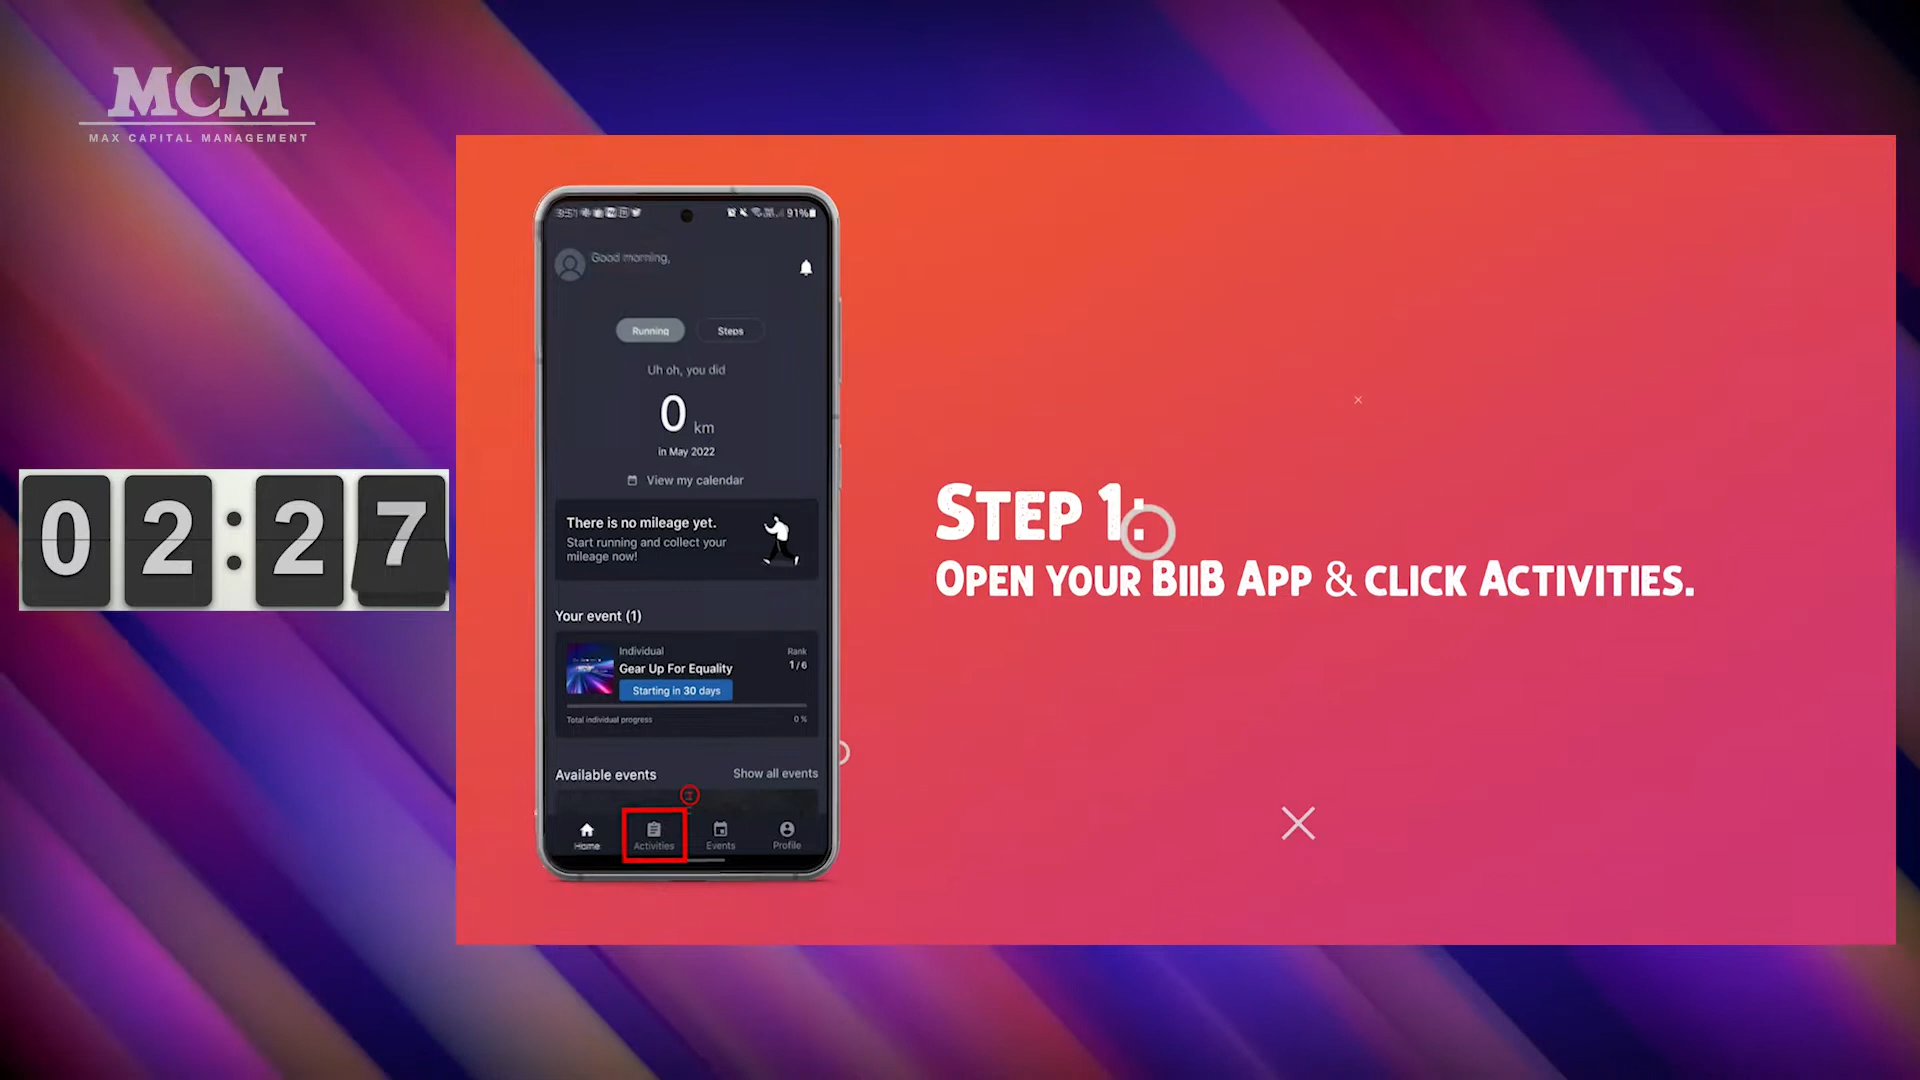 MCM
MAX CAPITAL MANAGEMENT
02:27
91%
Good morning,
Running
Steps
Uh oh, you did
0 km
in May 2022
View my calendar
There is no mileage yet.
Start running and collect your
mileage now!
Your event (1)
Individual
Rank
Gear Up For Equality
1/6
Starting in 30 days
Total individual progress
0 %
Available events
Show all events
Home
Activities
Events
Profile
STEP 1:
OPEN YOUR BIIB APP & CLICK ACTIVITIES.